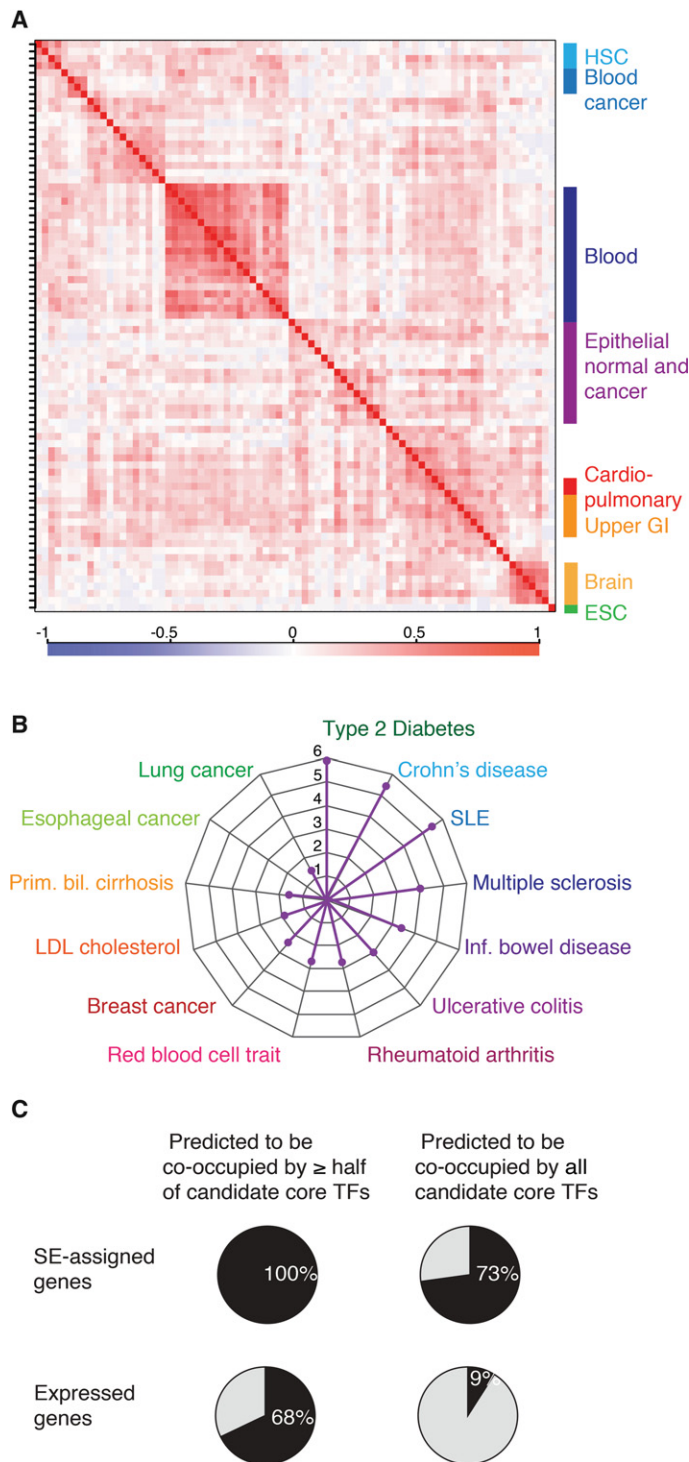 A
HSC
Blood
cancer
Blood
Epithelial
normal and
cancer
Cardio-
pulmonary
Upper GI
Brain
ESC
-1 -0.5 0 0.5 1
B
Type 2 Diabetes
6
5
4
3
2
1
Lung cancer
Crohn's disease
Esophageal cancer
SLE
Prim. bil. cirrhosis
Multiple sclerosis
LDL cholesterol
Inf. bowel disease
Breast cancer
Ulcerative colitis
Red blood cell trait
Rheumatoid arthritis
C
Predicted to be
co-occupied by ≥ half
of candidate core TFs
Predicted to be
co-occupied by all
candidate core TFs
SE-assigned
genes
100%
73%
Expressed
genes
68%
9%